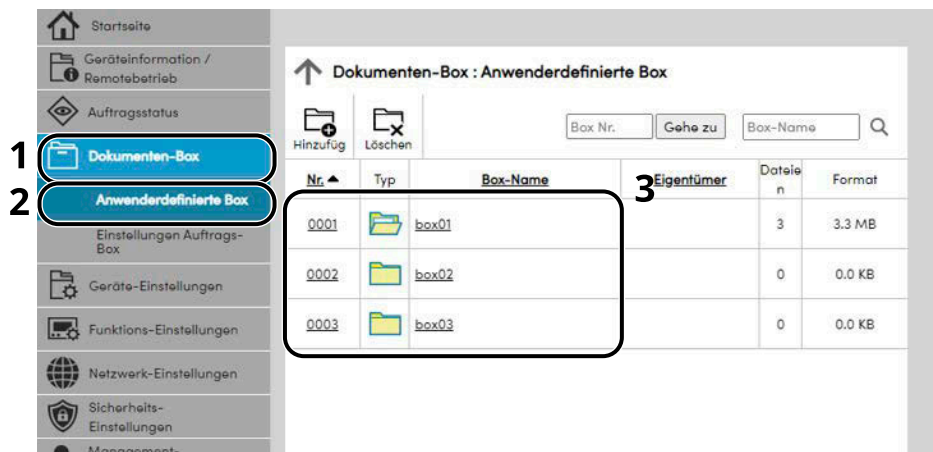 Startseite
Geräteinformation /
Remotebetrieb
Auftragsstatus
1
Dokumenten-Box
2
Anwenderdefinierte Box
Einstellungen Auftrags-
Box
Geräte-Einstellungen
Funktions-Einstellungen
Netzwerk-Einstellungen
Sicherheits-
Einstellungen
Management-
Dokumenten-Box : Anwenderdefinierte Box
Hinzufüg Löschen Box Nr. Gehe zu Box-Name
Nr. Typ Box-Name 3 Eigentümer Dateie
n Format
0001 box01 3 3.3 MB
0002 box02 0 0.0 KB
0003 box03 0 0.0 KB